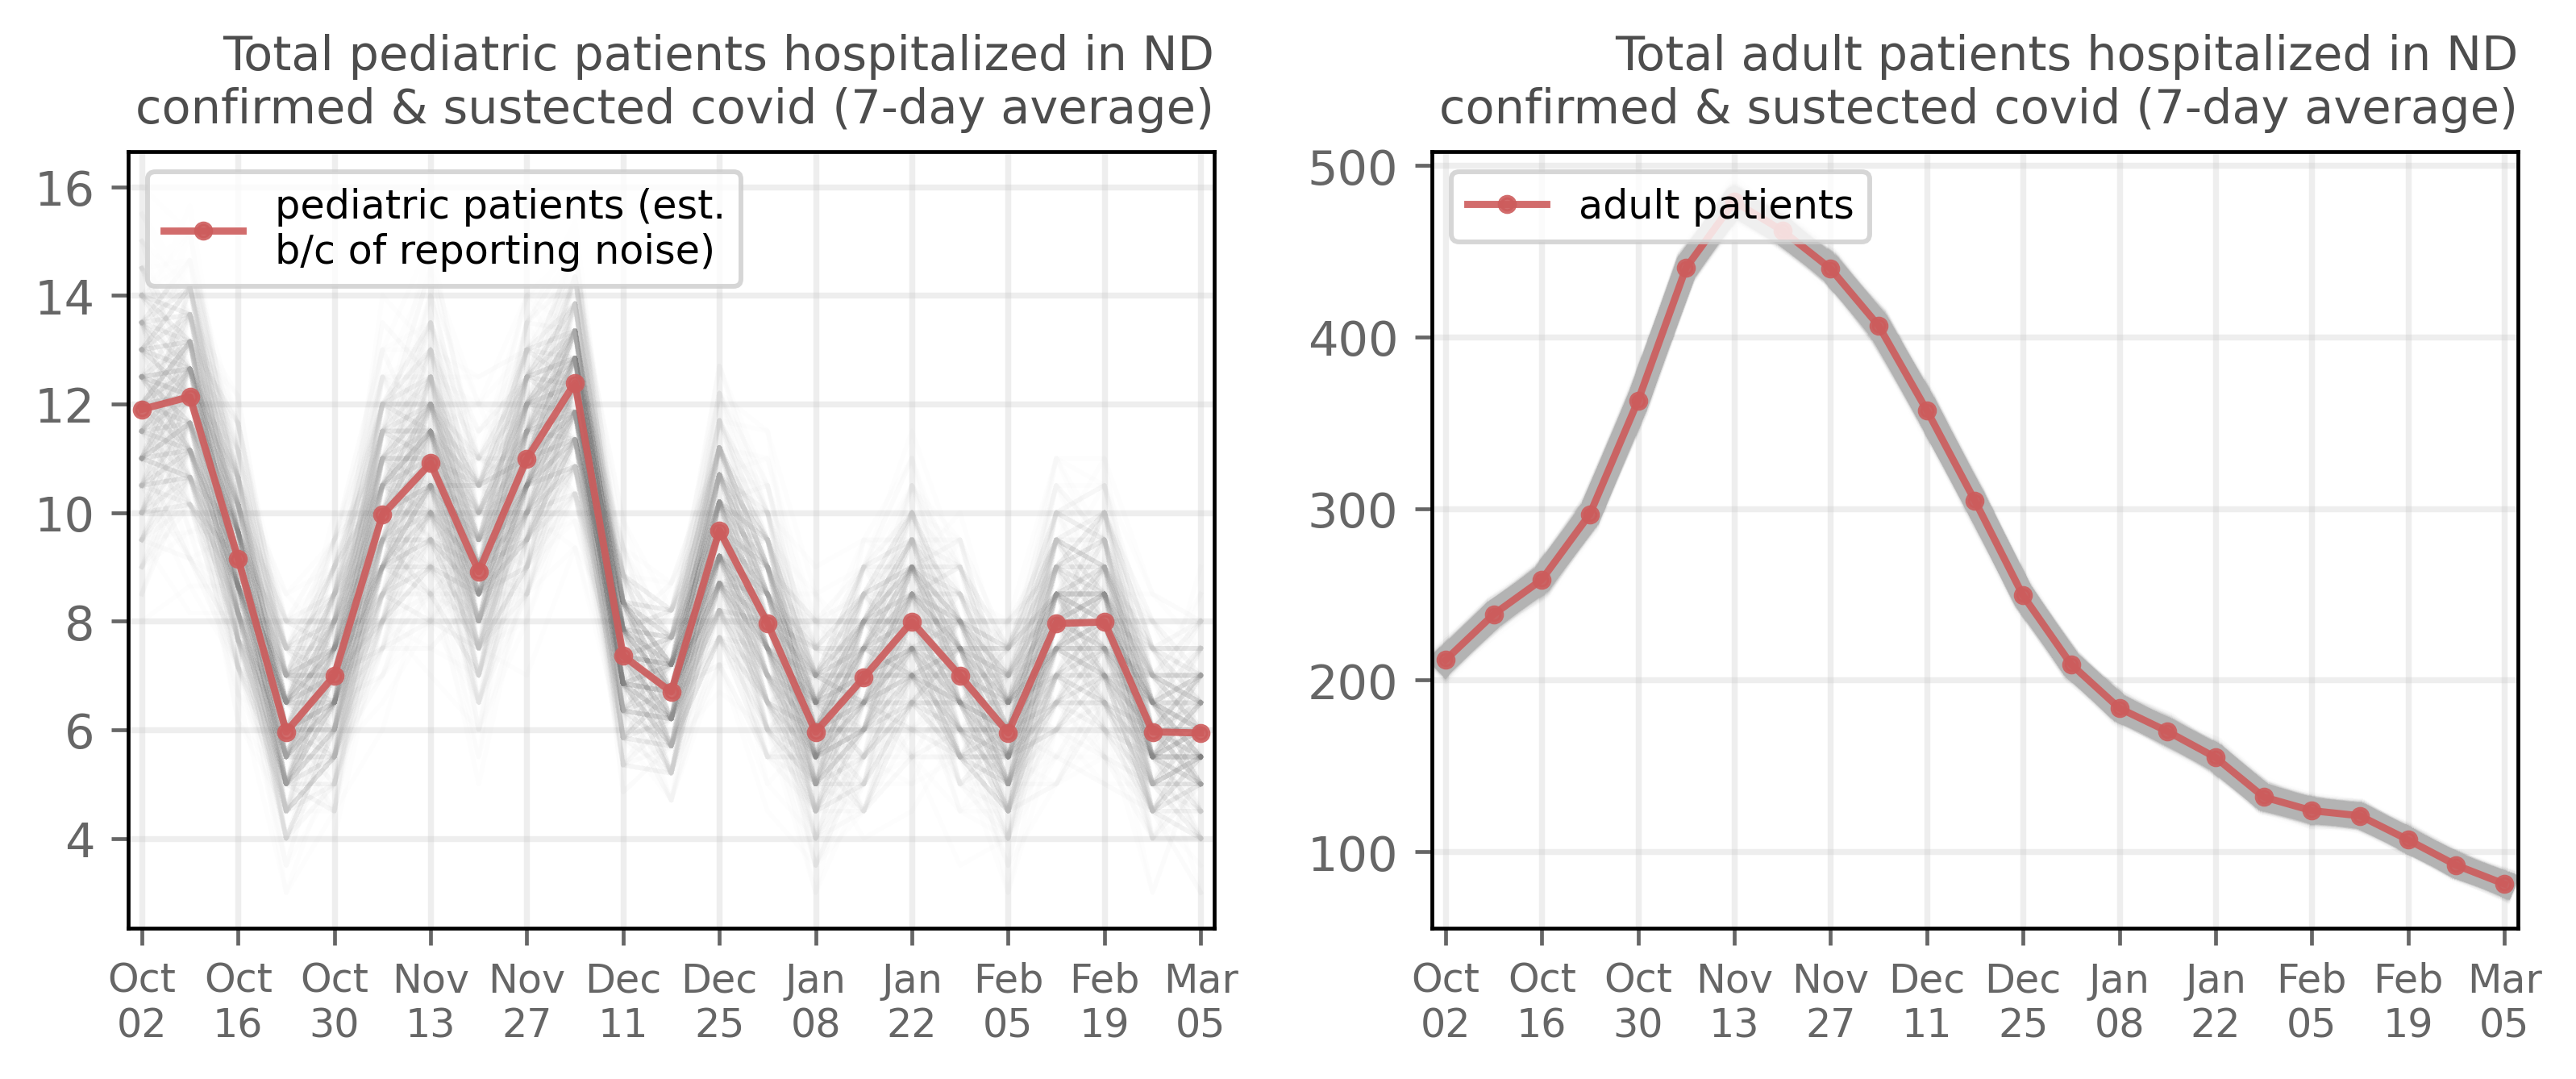 Total pediatric patients hospitalized in ND
confirmed & sustected covid (7-day average)
16
14
12
10
8
6
4
pediatric patients (est.
b/c of reporting noise)
Oct Oct Oct Nov Nov Dec Dec Jan Jan Feb Feb Mar
02 16 30 13 27 11 25 08 22 05 19 05
Total adult patients hospitalized in ND
confirmed & sustected covid (7-day average)
500
400
300
200
100
adult patients
Oct Oct Oct Nov Nov Dec Dec Jan Jan Feb Feb Mar
02 16 30 13 27 11 25 08 22 05 19 05